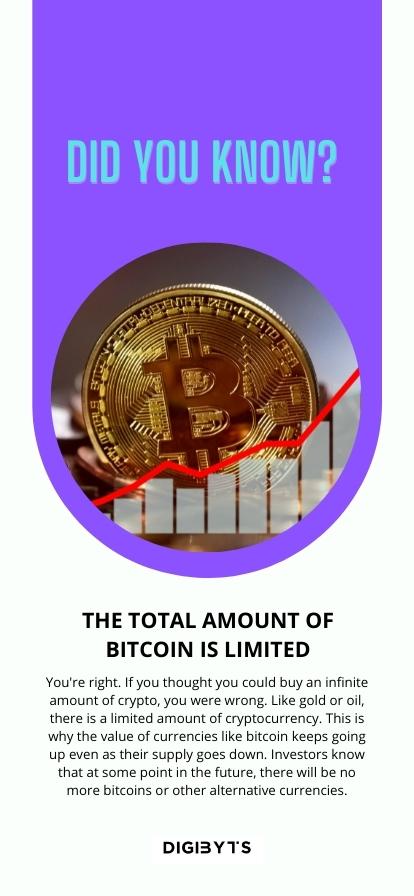 DID YOU KNOW?
THE TOTAL AMOUNT OF
BITCOIN IS LIMITED
You're right. If you thought you could buy an infinite
amount of crypto, you were wrong. Like gold or oil,
there is a limited amount of cryptocurrency. This is
why the value of currencies like bitcoin keeps going
up even as their supply goes down. Investors know
that at some point in the future, there will be no
more bitcoins or other alternative currencies.
DIGIBYTS